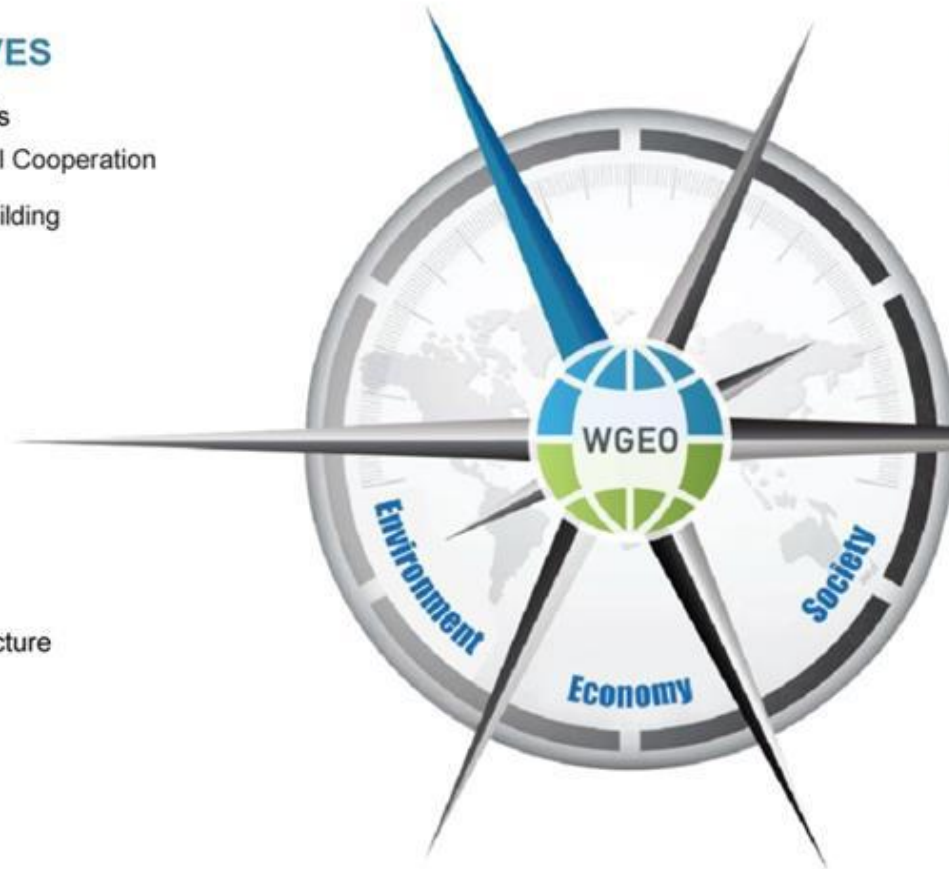 VES
s
l Cooperation
ilding
WGEO
Environment
Society
cture
Economy